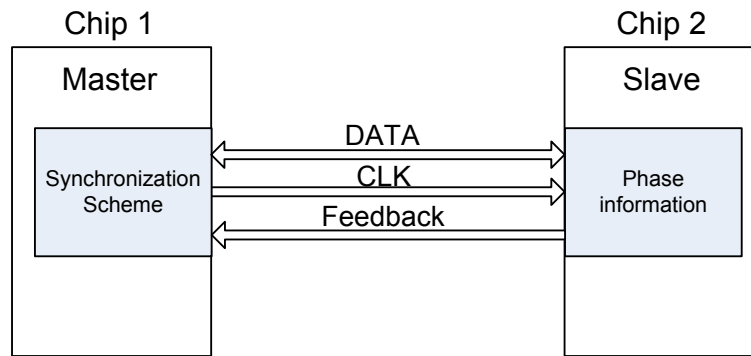 Chip 1
Chip 2
Master
Slave
DATA
Synchronization
Scheme
CLK
Phase
information
Feedback